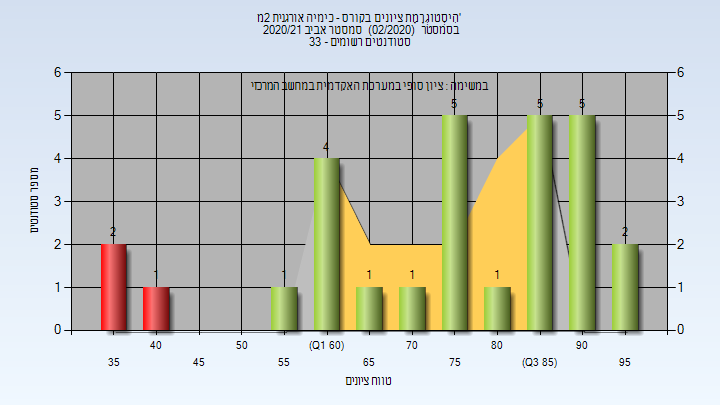 הִיסְטוֹגְרָמַת ציונים בקורס - כימיה אורגנית 2מ'
בסמסטר (02/2020) סמסטר אביב 2020/21
סטודנטים רשומים - 33
במשימה : ציון סופי במערכת האקדמית במחשב המרכזי
מספר סטודנטים
6 6
5 5
4 4
3 3
2 2
1 1
0 0
2 1 1 4 1 1 5 1 5 5 2
40 50 (Q1 60) 70 80 90
35 45 55 65 75 (Q3 85) 95
טווח ציונים